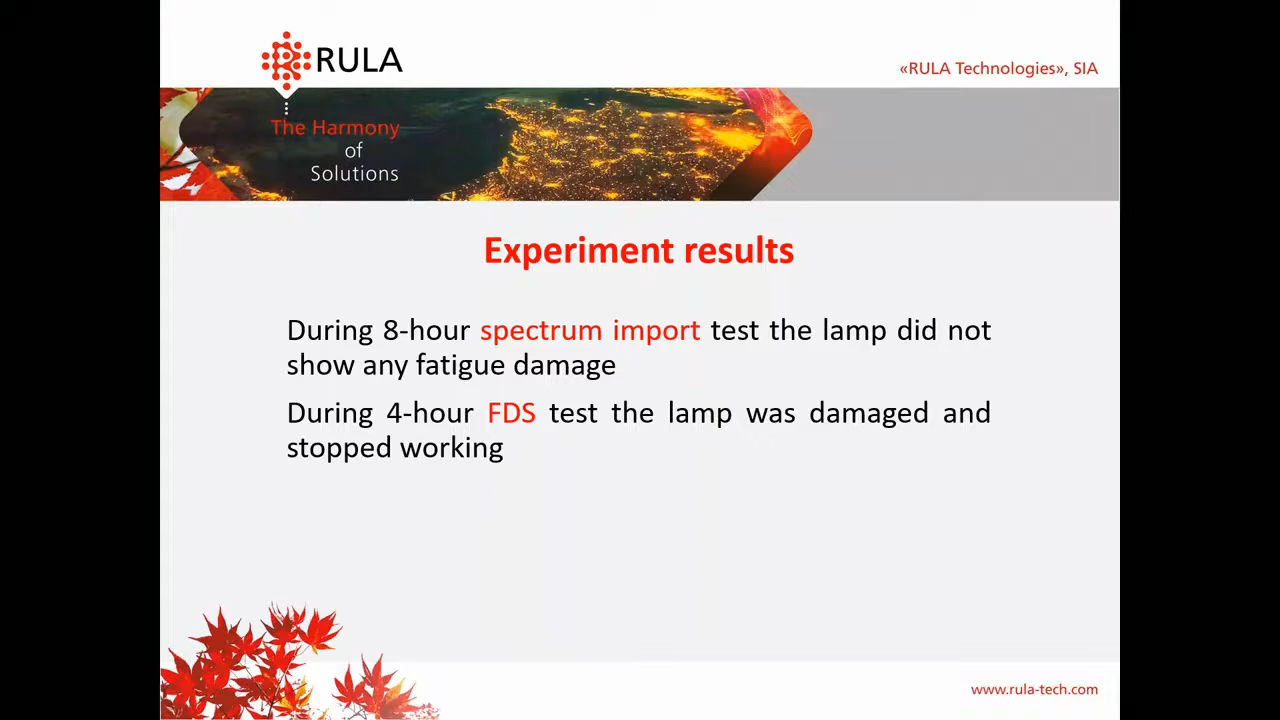 RULA
«RULA Technologies», SIA
The Harmony
of
Solutions
Experiment results
During 8-hour spectrum import test the lamp did not
show any fatigue damage
During 4-hour FDS test the lamp was damaged and
stopped working
www.rula-tech.com